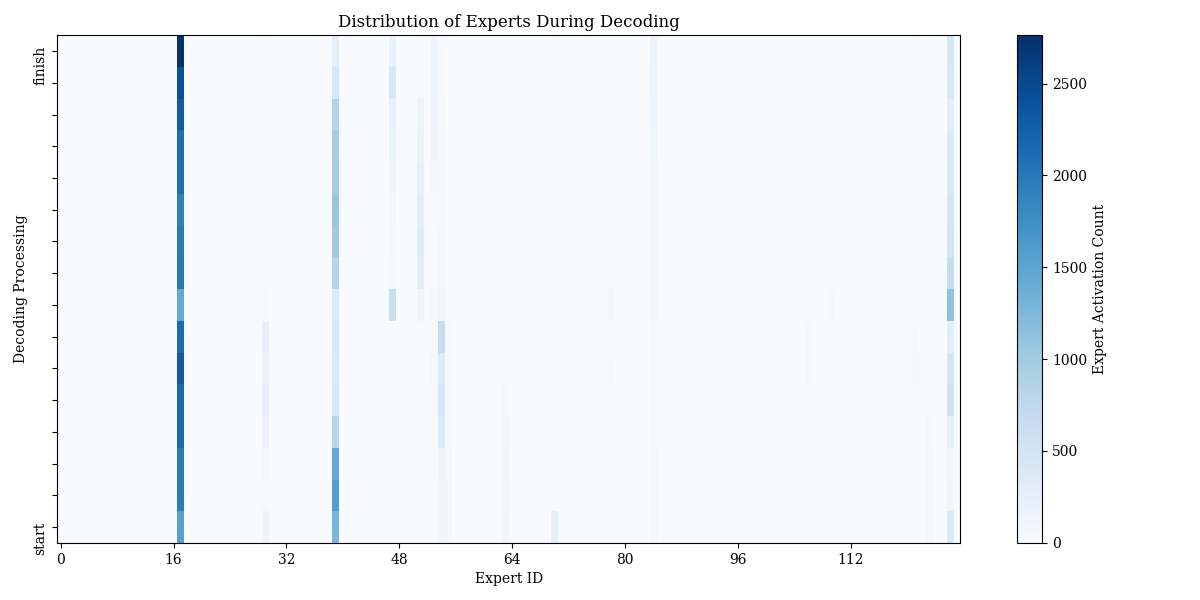 Distribution of Experts During Decoding
finish
Decoding Processing
start
0 16 32 48 64 80 96 112
Expert ID
2500
2000
1500
1000
500
0
Expert Activation Count